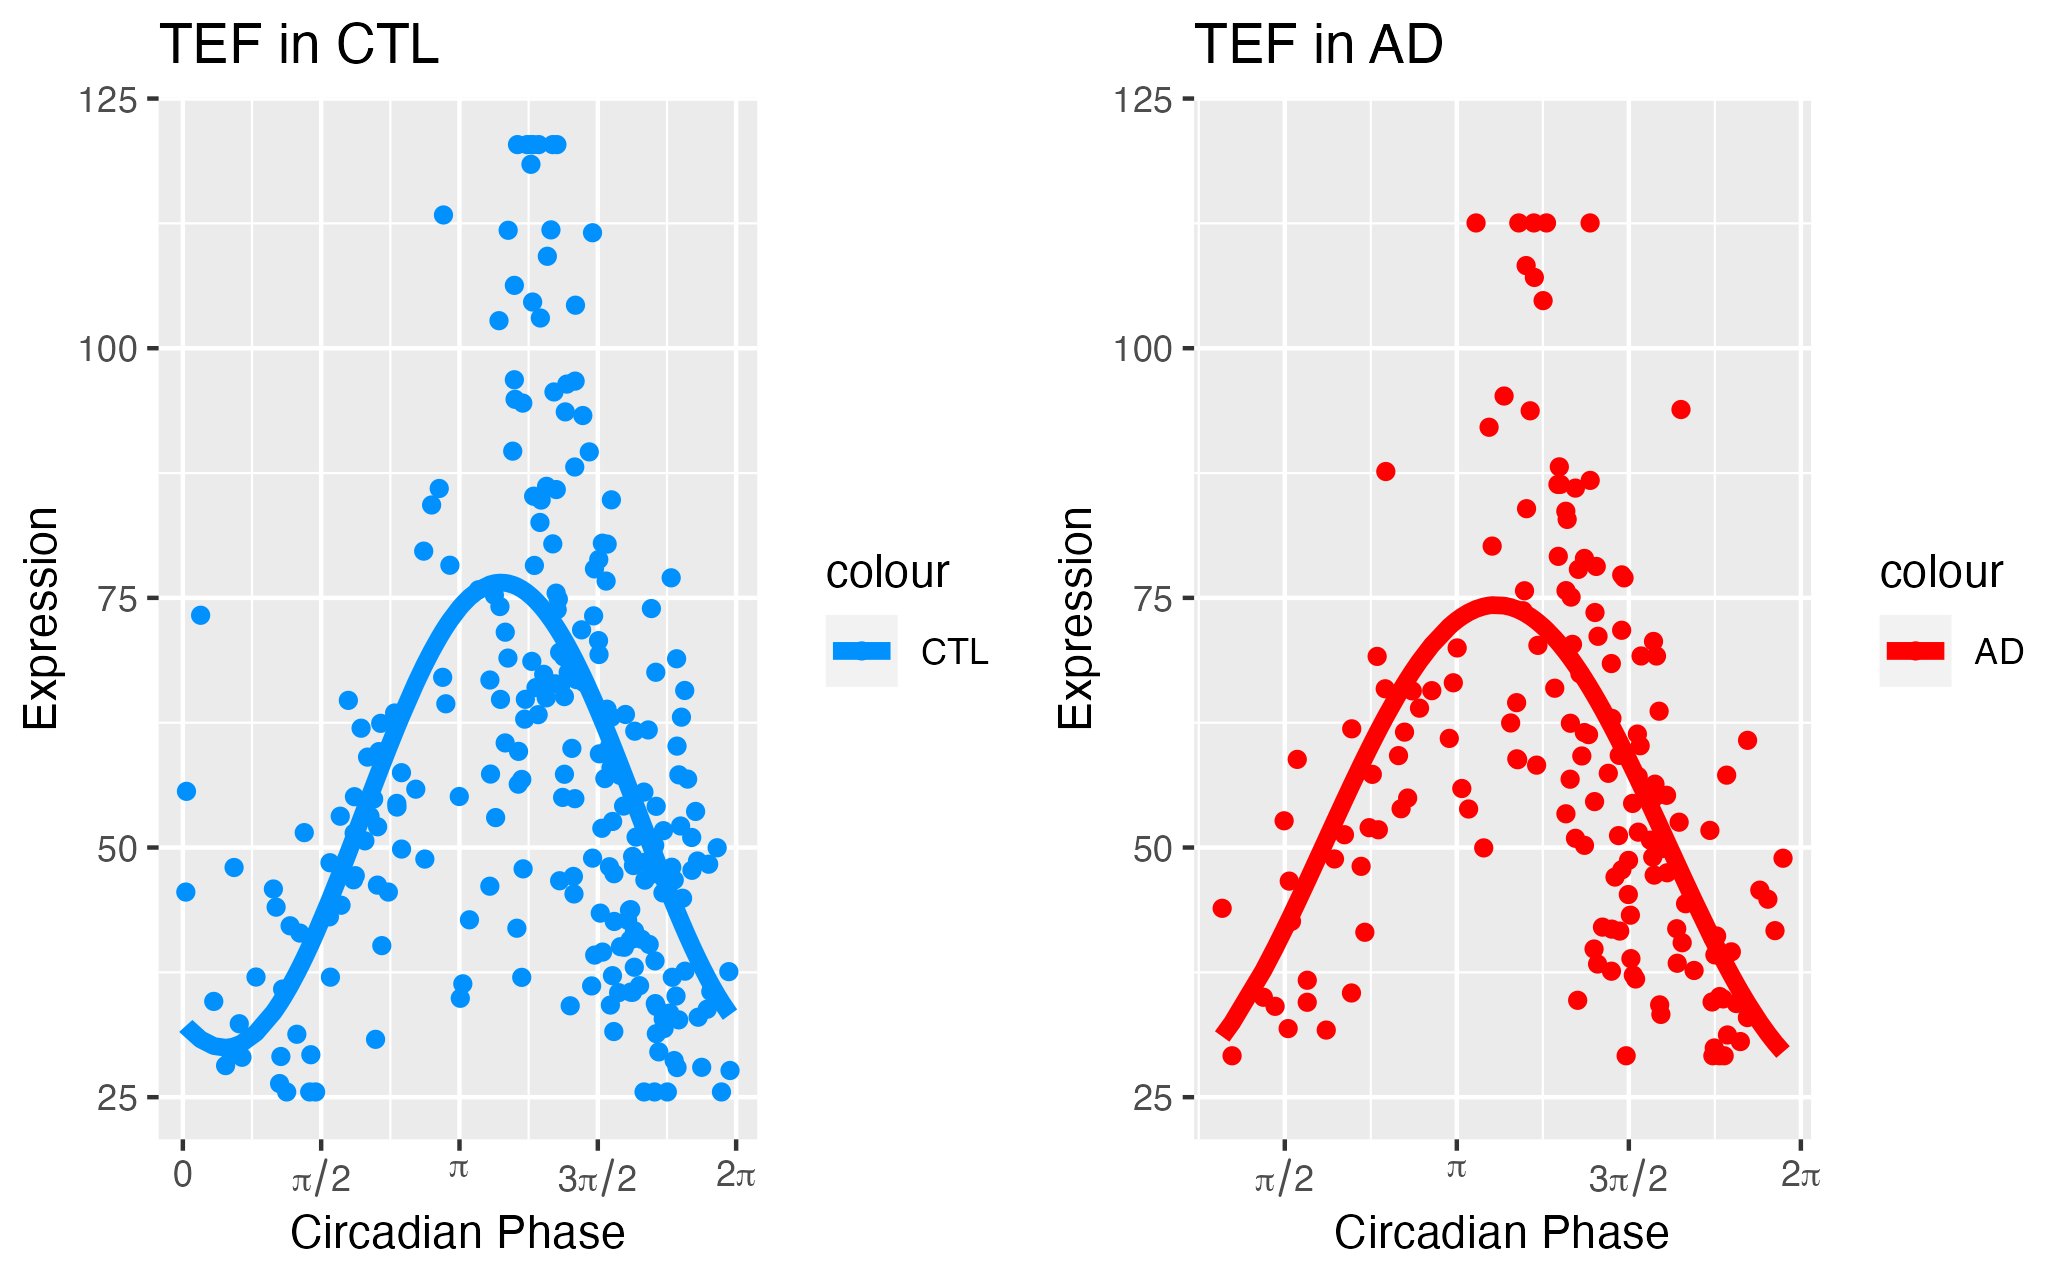 TEF in CTL
125
100
75
50
25
Expression
0 π/2 π 3π/2 2π
Circadian Phase
colour
CTL
TEF in AD
125
100
75
50
25
Expression
π/2 π 3π/2 2π
Circadian Phase
colour
AD